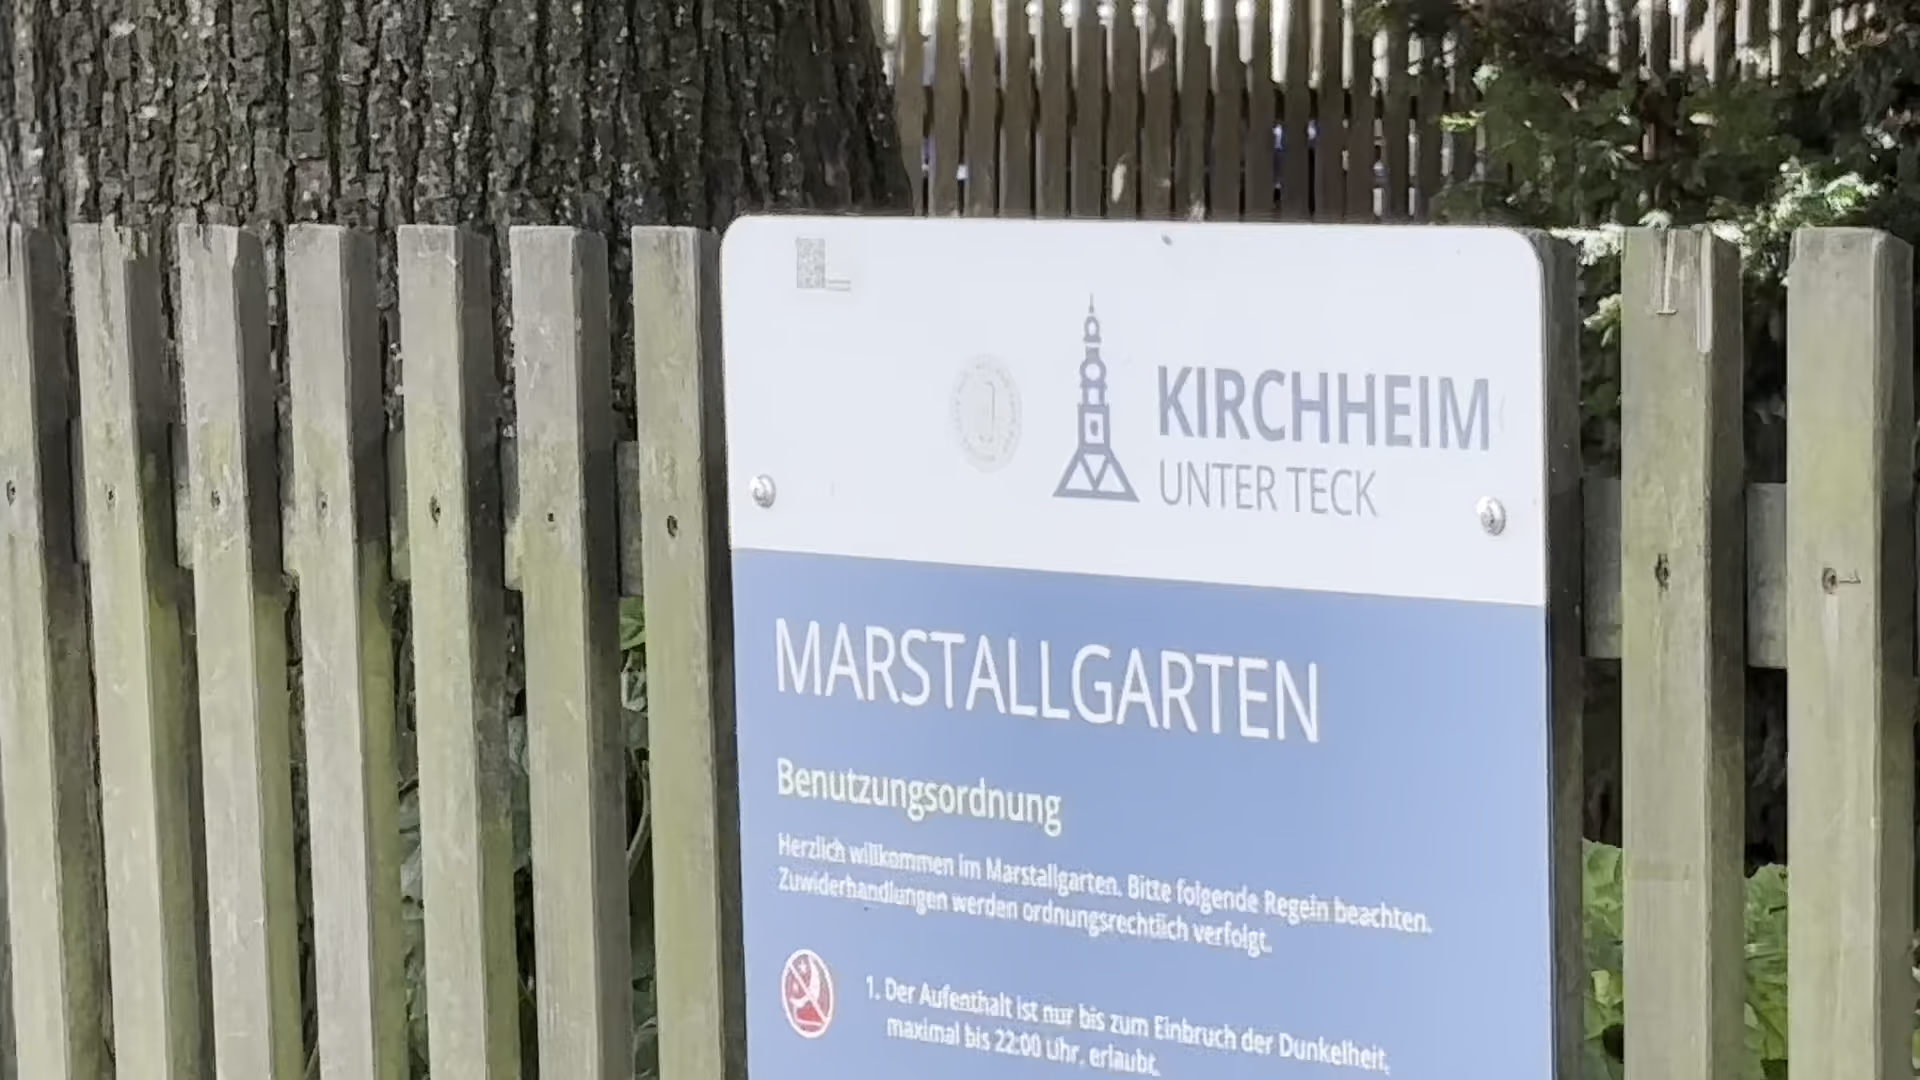 KIRCHHEIM
UNTER TECK
MARSTALLGARTEN
Benutzungsordnung
Herzlich willkommen im Marstallgarten. Bitte folgende Regeln beachten.
Zuwiderhandlungen werden ordnungsrechtlich verfolgt.
1. Der Aufenthalt ist nur bis zum Einbruch der Dunkelheit,
maximal bis 22:00 Uhr, erlaubt.